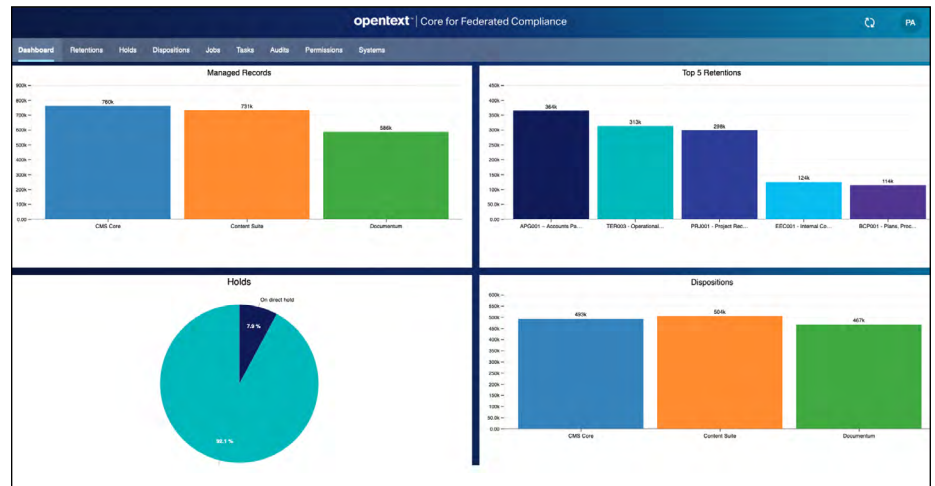 opentext™ | Core for Federated Compliance
PA
Dashboard Retentions Holds Dispositions Jobs Tasks Audits Permissions Systems
Managed Records
900k
800k
700k
600k
500k
400k
300k
200k
100k
0.00
760k
731k
586k
CMS Core Content Suite Documentum
Top 5 Retentions
450k
400k
350k
300k
250k
200k
150k
100k
50.0k
0.00
364k
313k
298k
124k
114k
APG001 – Accounts Pa... TER003 - Operational... PRJ001 - Project Rec... EEC001 - Internal Co... BCP001 - Plans, Proc...
Holds
On direct hold
7.9 %
Dispositions
600k
550k
500k
450k
400k
350k
300k
250k
200k
150k
100k
50.0k
0.00
493k
504k
467k
CMS Core Content Suite Documentum